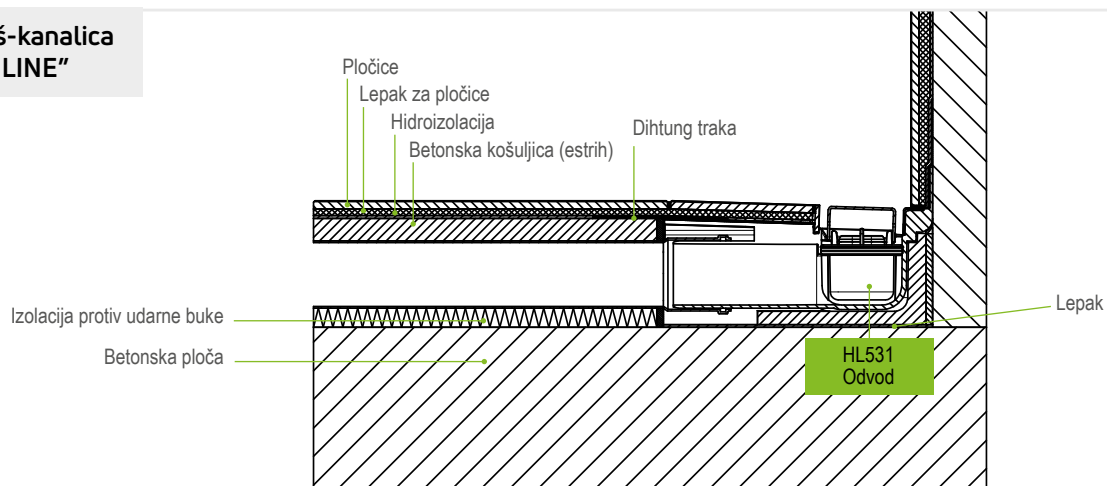 š-kanalica
LINE”
Pločice
Lepak za pločice
Hidroizolacija
Dihtung traka
Betonska košuljica (estrih)
Izolacija protiv udarne buke
Lepak
Betonska ploča
HL531
Odvod